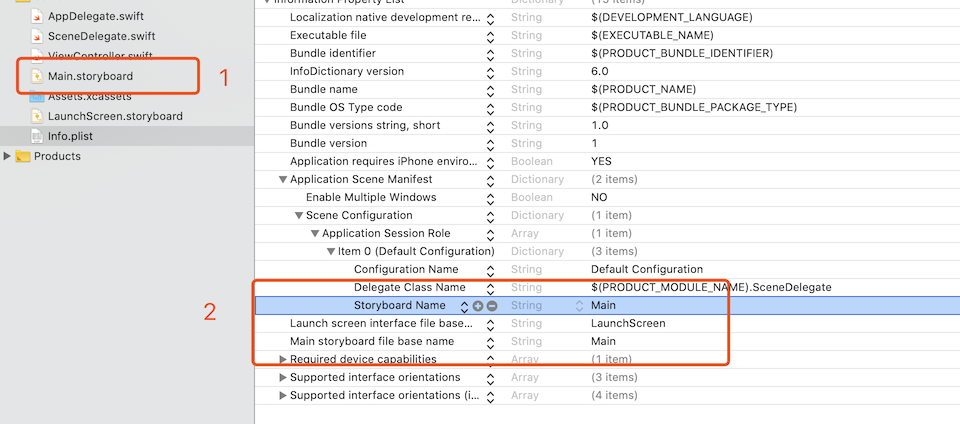 AppDelegate.swift
SceneDelegate.swift
ViewController.swift
Main.storyboard
1
Assets.xcassets
LaunchScreen.storyboard
Info.plist
Products
Information Property List Dictionary (15 items)
Localization native development re... String $(DEVELOPMENT_LANGUAGE)
Executable file String $(EXECUTABLE_NAME)
Bundle identifier String $(PRODUCT_BUNDLE_IDENTIFIER)
InfoDictionary version String 6.0
Bundle name String $(PRODUCT_NAME)
Bundle OS Type code String $(PRODUCT_BUNDLE_PACKAGE_TYPE)
Bundle versions string, short String 1.0
Bundle version String 1
Application requires iPhone enviro... Boolean YES
Application Scene Manifest Dictionary (2 items)
Enable Multiple Windows Boolean NO
Scene Configuration Dictionary (1 item)
Application Session Role Array (1 item)
Item 0 (Default Configuration) Dictionary (3 items)
Configuration Name String Default Configuration
Delegate Class Name String $(PRODUCT_MODULE_NAME).SceneDelegate
2
Storyboard Name String Main
Launch screen interface file base... String LaunchScreen
Main storyboard file base name String Main
Required device capabilities Array (1 item)
Supported interface orientations Array (3 items)
Supported interface orientations (i... Array (4 items)